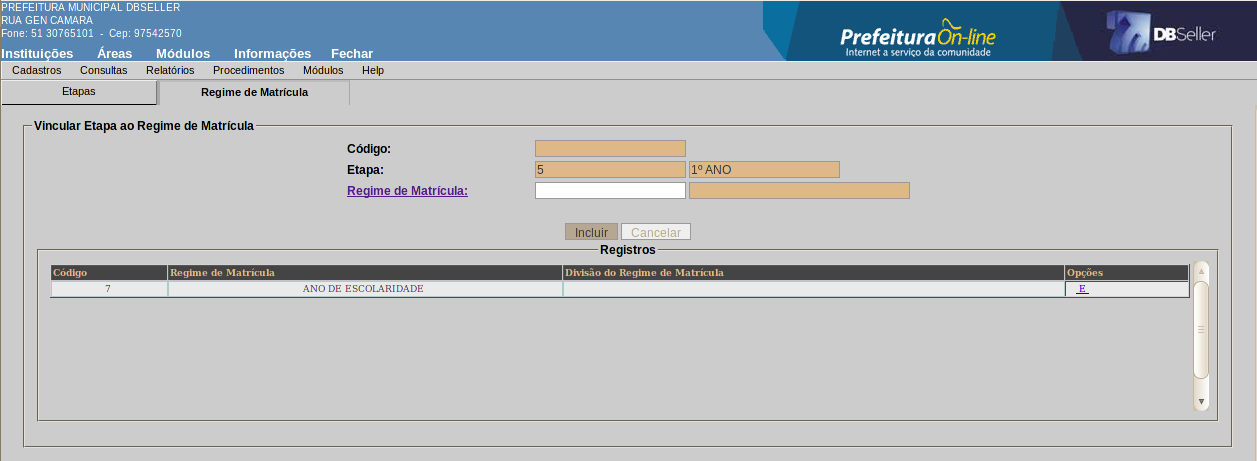 PREFEITURA MUNICIPAL DBSELLER
RUA GEN CAMARA
Fone: 51 30765101 - Cep: 97542570
PrefeituraOn-line
Internet a serviço da comunidade
DBSeller
Instituições Áreas Módulos Informações Fechar
Cadastros Consultas Relatórios Procedimentos Módulos Help
Etapas Regime de Matrícula
Vincular Etapa ao Regime de Matrícula
Código:
Etapa: 5 1º ANO
Regime de Matrícula:
Incluir Cancelar
Registros
Código Regime de Matrícula Divisão do Regime de Matrícula Opções
7 ANO DE ESCOLARIDADE E